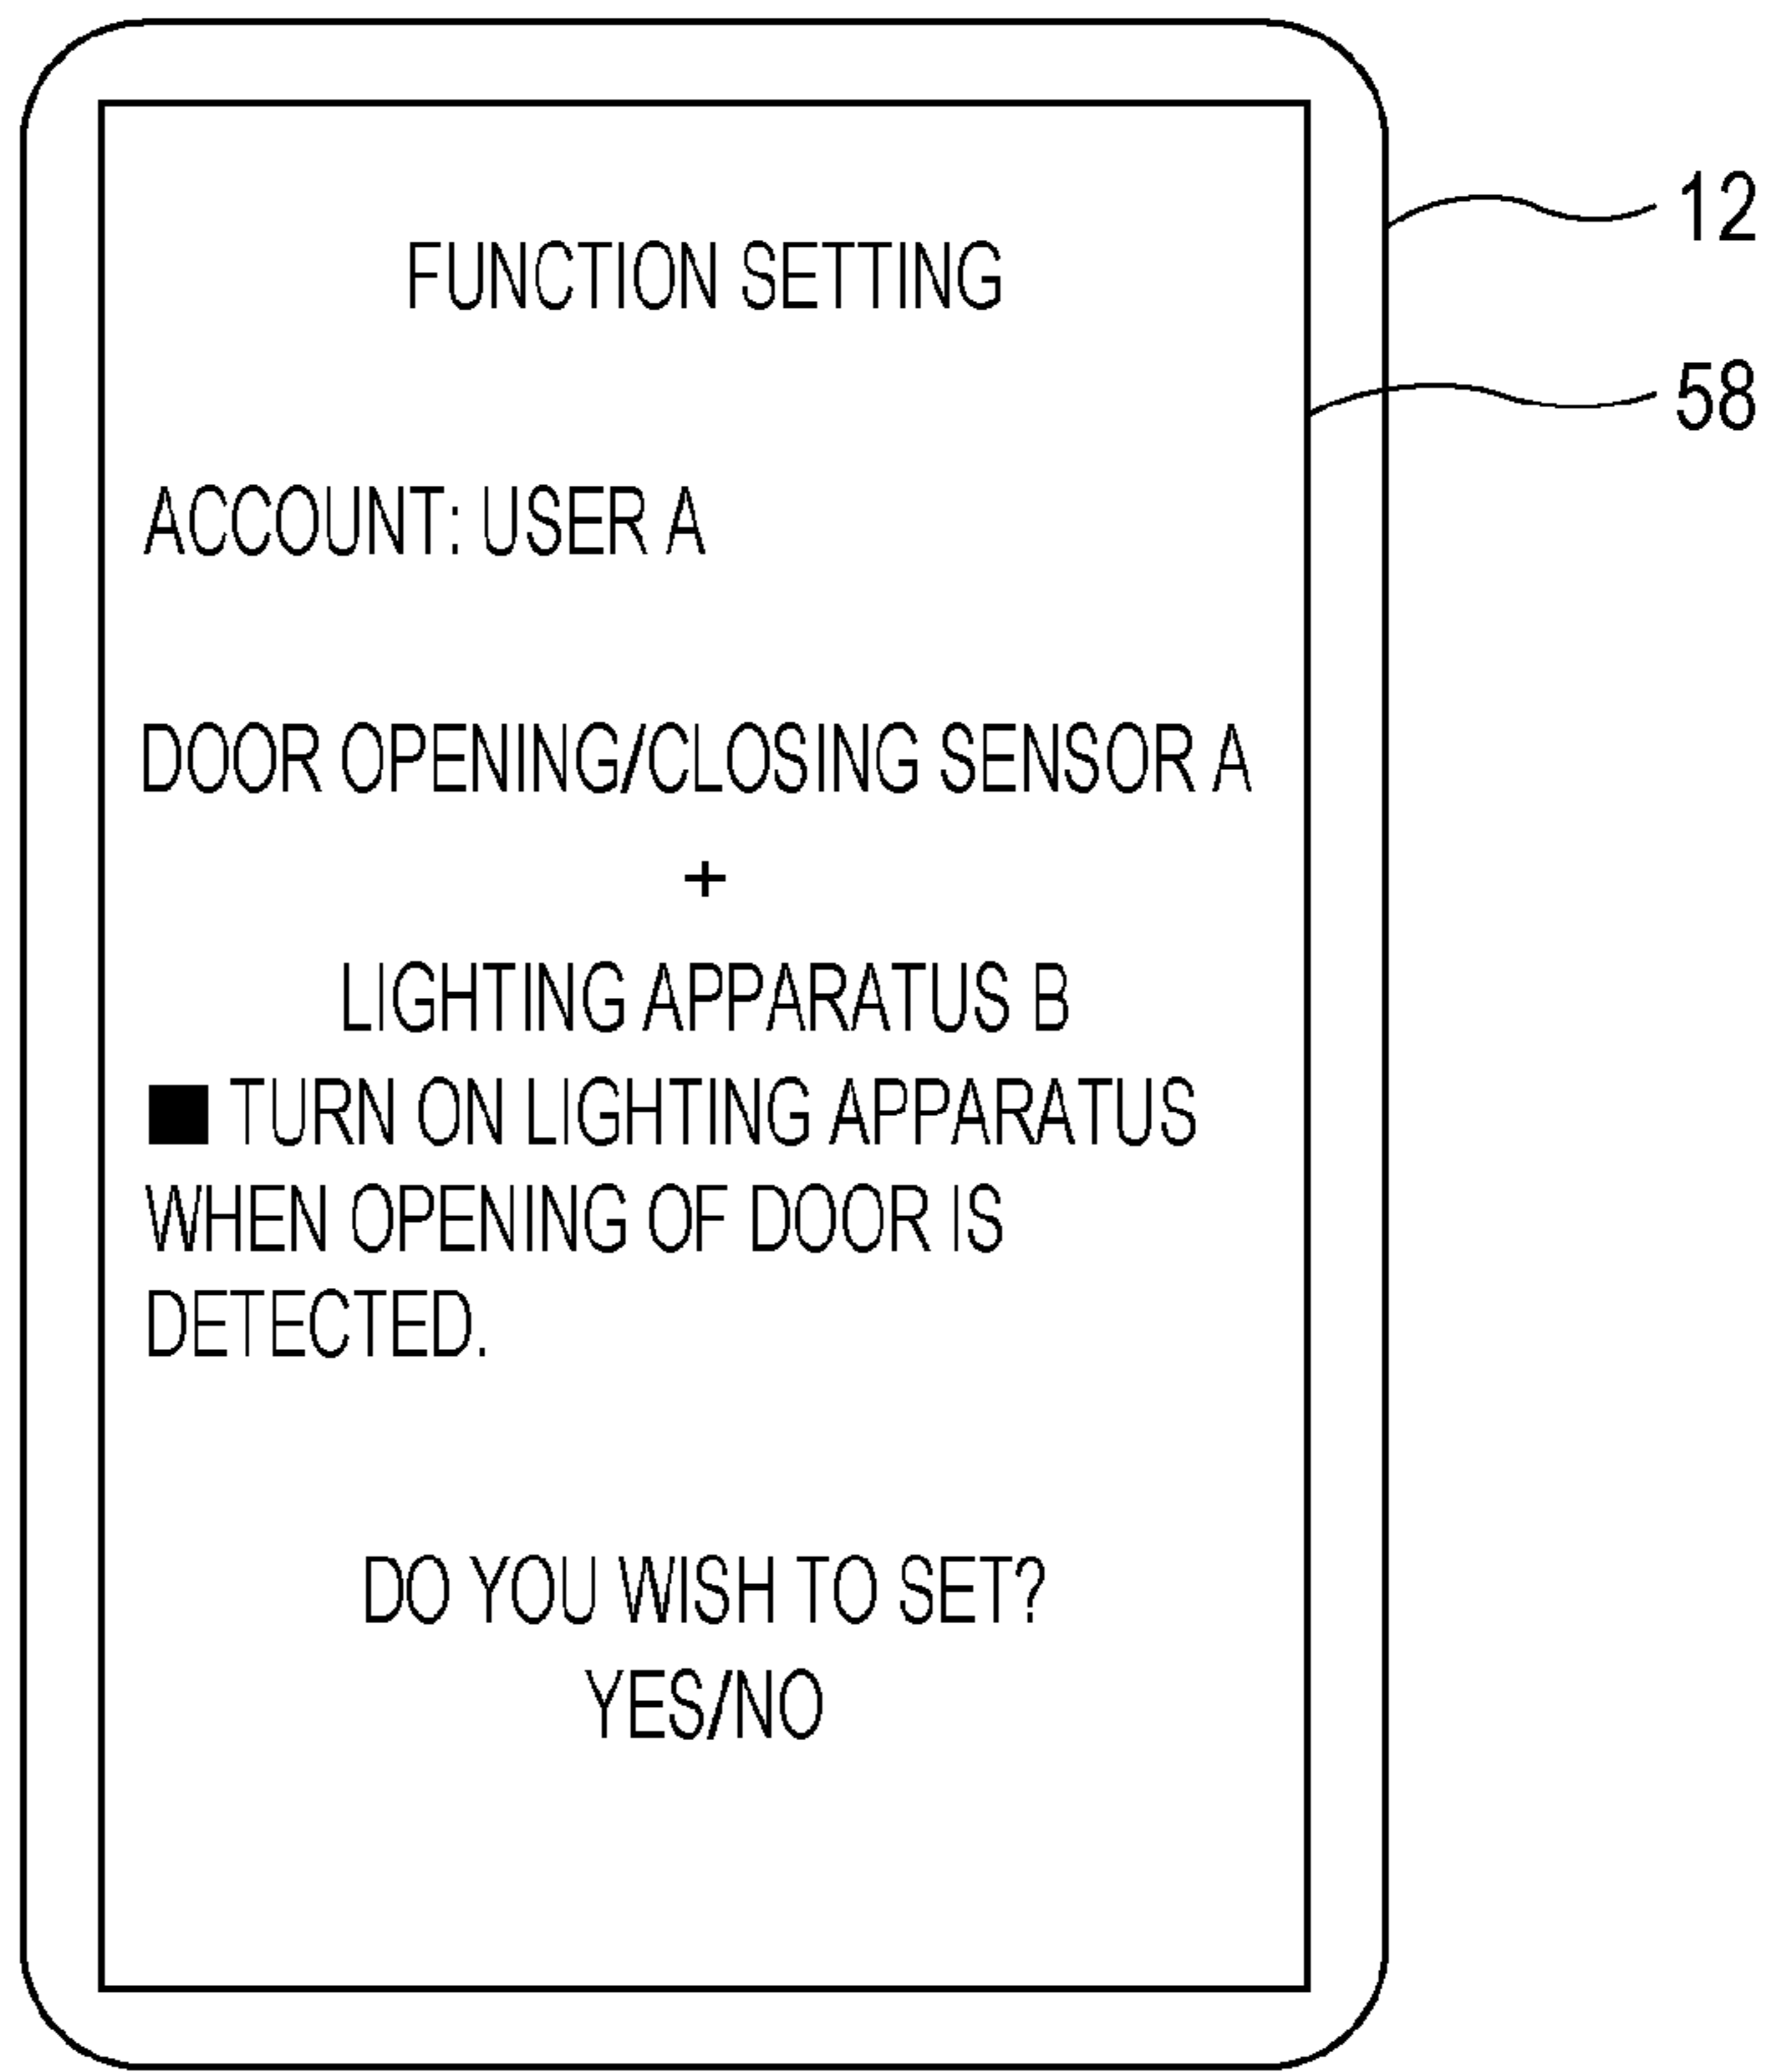 12
FUNCTION SETTING
58
ACCOUNT: USER A
DOOR OPENING/CLOSING SENSOR A
+
LIGHTING APPARATUS B
■ TURN ON LIGHTING APPARATUS
WHEN OPENING OF DOOR IS
DETECTED.
DO YOU WISH TO SET?
YES/NO